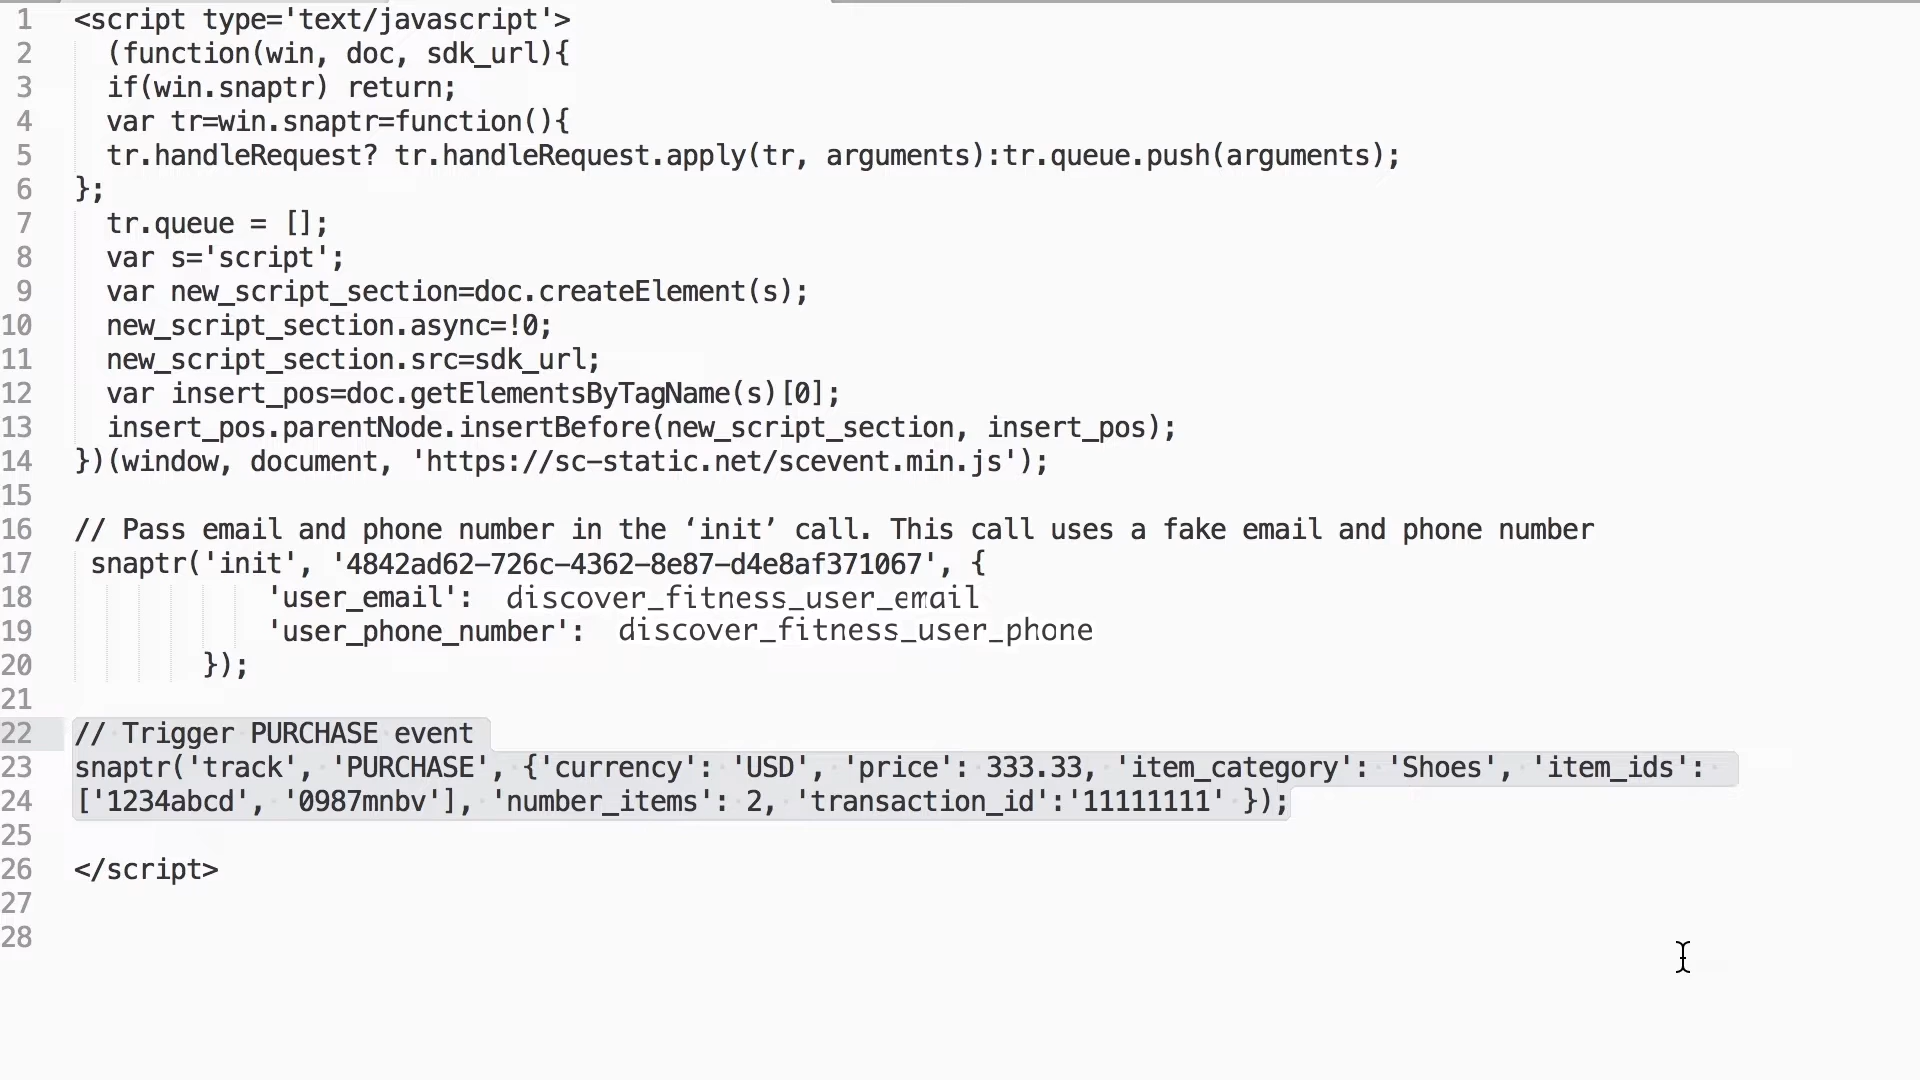 1 <script type='text/javascript'>
2 (function(win, doc, sdk_url){
3 if(win.snaptr) return;
4 var tr=win.snaptr=function(){
5 tr.handleRequest? tr.handleRequest.apply(tr, arguments):tr.queue.push(arguments);
6 };
7 tr.queue = [];
8 var s='script';
9 var new_script_section=doc.createElement(s);
10 new_script_section.async=!0;
11 new_script_section.src=sdk_url;
12 var insert_pos=doc.getElementsByTagName(s)[0];
13 insert_pos.parentNode.insertBefore(new_script_section, insert_pos);
14 })(window, document, 'https://sc-static.net/scevent.min.js');
15
16 // Pass email and phone number in the ‘init’ call. This call uses a fake email and phone number
17 snaptr('init', '4842ad62-726c-4362-8e87-d4e8af371067', {
18 'user_email': discover_fitness_user_email
19 'user_phone_number': discover_fitness_user_phone
20 });
21
22 // Trigger PURCHASE event
23 snaptr('track', 'PURCHASE', {'currency': 'USD', 'price': 333.33, 'item_category': 'Shoes', 'item_ids':
24 ['1234abcd', '0987mnbv'], 'number_items': 2, 'transaction_id':'11111111' });
25
26 </script>
27
28